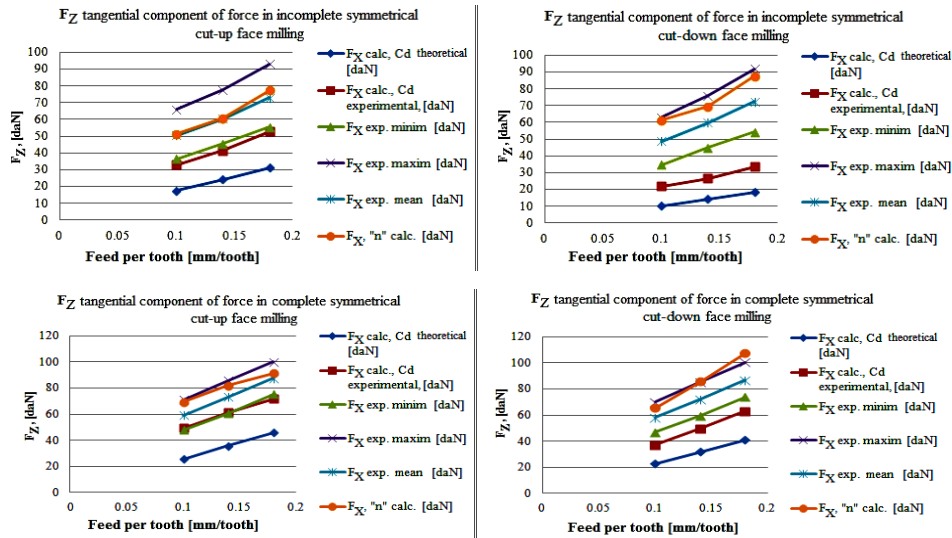 FZ tangential component of force in incomplete symmetrical
cut-up face milling
100
90
80
70
60
50
40
30
20
10
0
FZ, [daN]
0
0.05
0.1
0.15
0.2
Feed per tooth [mm/tooth]
FX calc, Cd theoretical
[daN]
FX calc., Cd
experimental, [daN]
FX exp. minim [daN]
FX exp. maxim [daN]
FX exp. mean [daN]
FX, "n" calc. [daN]
FZ tangential component of force in incomplete symmetrical
cut-down face milling
100
90
80
70
60
50
40
30
20
10
0
FZ, [daN]
0
0.05
0.1
0.15
0.2
Feed per tooth [mm/tooth]
FX calc, Cd theoretical
[daN]
FX calc., Cd
experimental, [daN]
FX exp. minim [daN]
FX exp. maxim [daN]
FX exp. mean [daN]
FX, "n" calc. [daN]
FZ tangential component of force in complete symmetrical
cut-up face milling
120
100
80
60
40
20
0
FZ, [daN]
0
0.05
0.1
0.15
0.2
Feed per tooth [mm/tooth]
FX calc, Cd theoretical
[daN]
FX calc., Cd
experimental, [daN]
FX exp. minim [daN]
FX exp. maxim [daN]
FX exp. mean [daN]
FX, "n" calc. [daN]
FZ tangential component of force in complete symmetrical
cut-down face milling
120
100
80
60
40
20
0
FZ, [daN]
0
0.05
0.1
0.15
0.2
Feed per tooth [mm/tooth]
FX calc, Cd theoretical
[daN]
FX calc., Cd
experimental, [daN]
FX exp. minim [daN]
FX exp. maxim [daN]
FX exp. mean [daN]
FX, "n" calc. [daN]